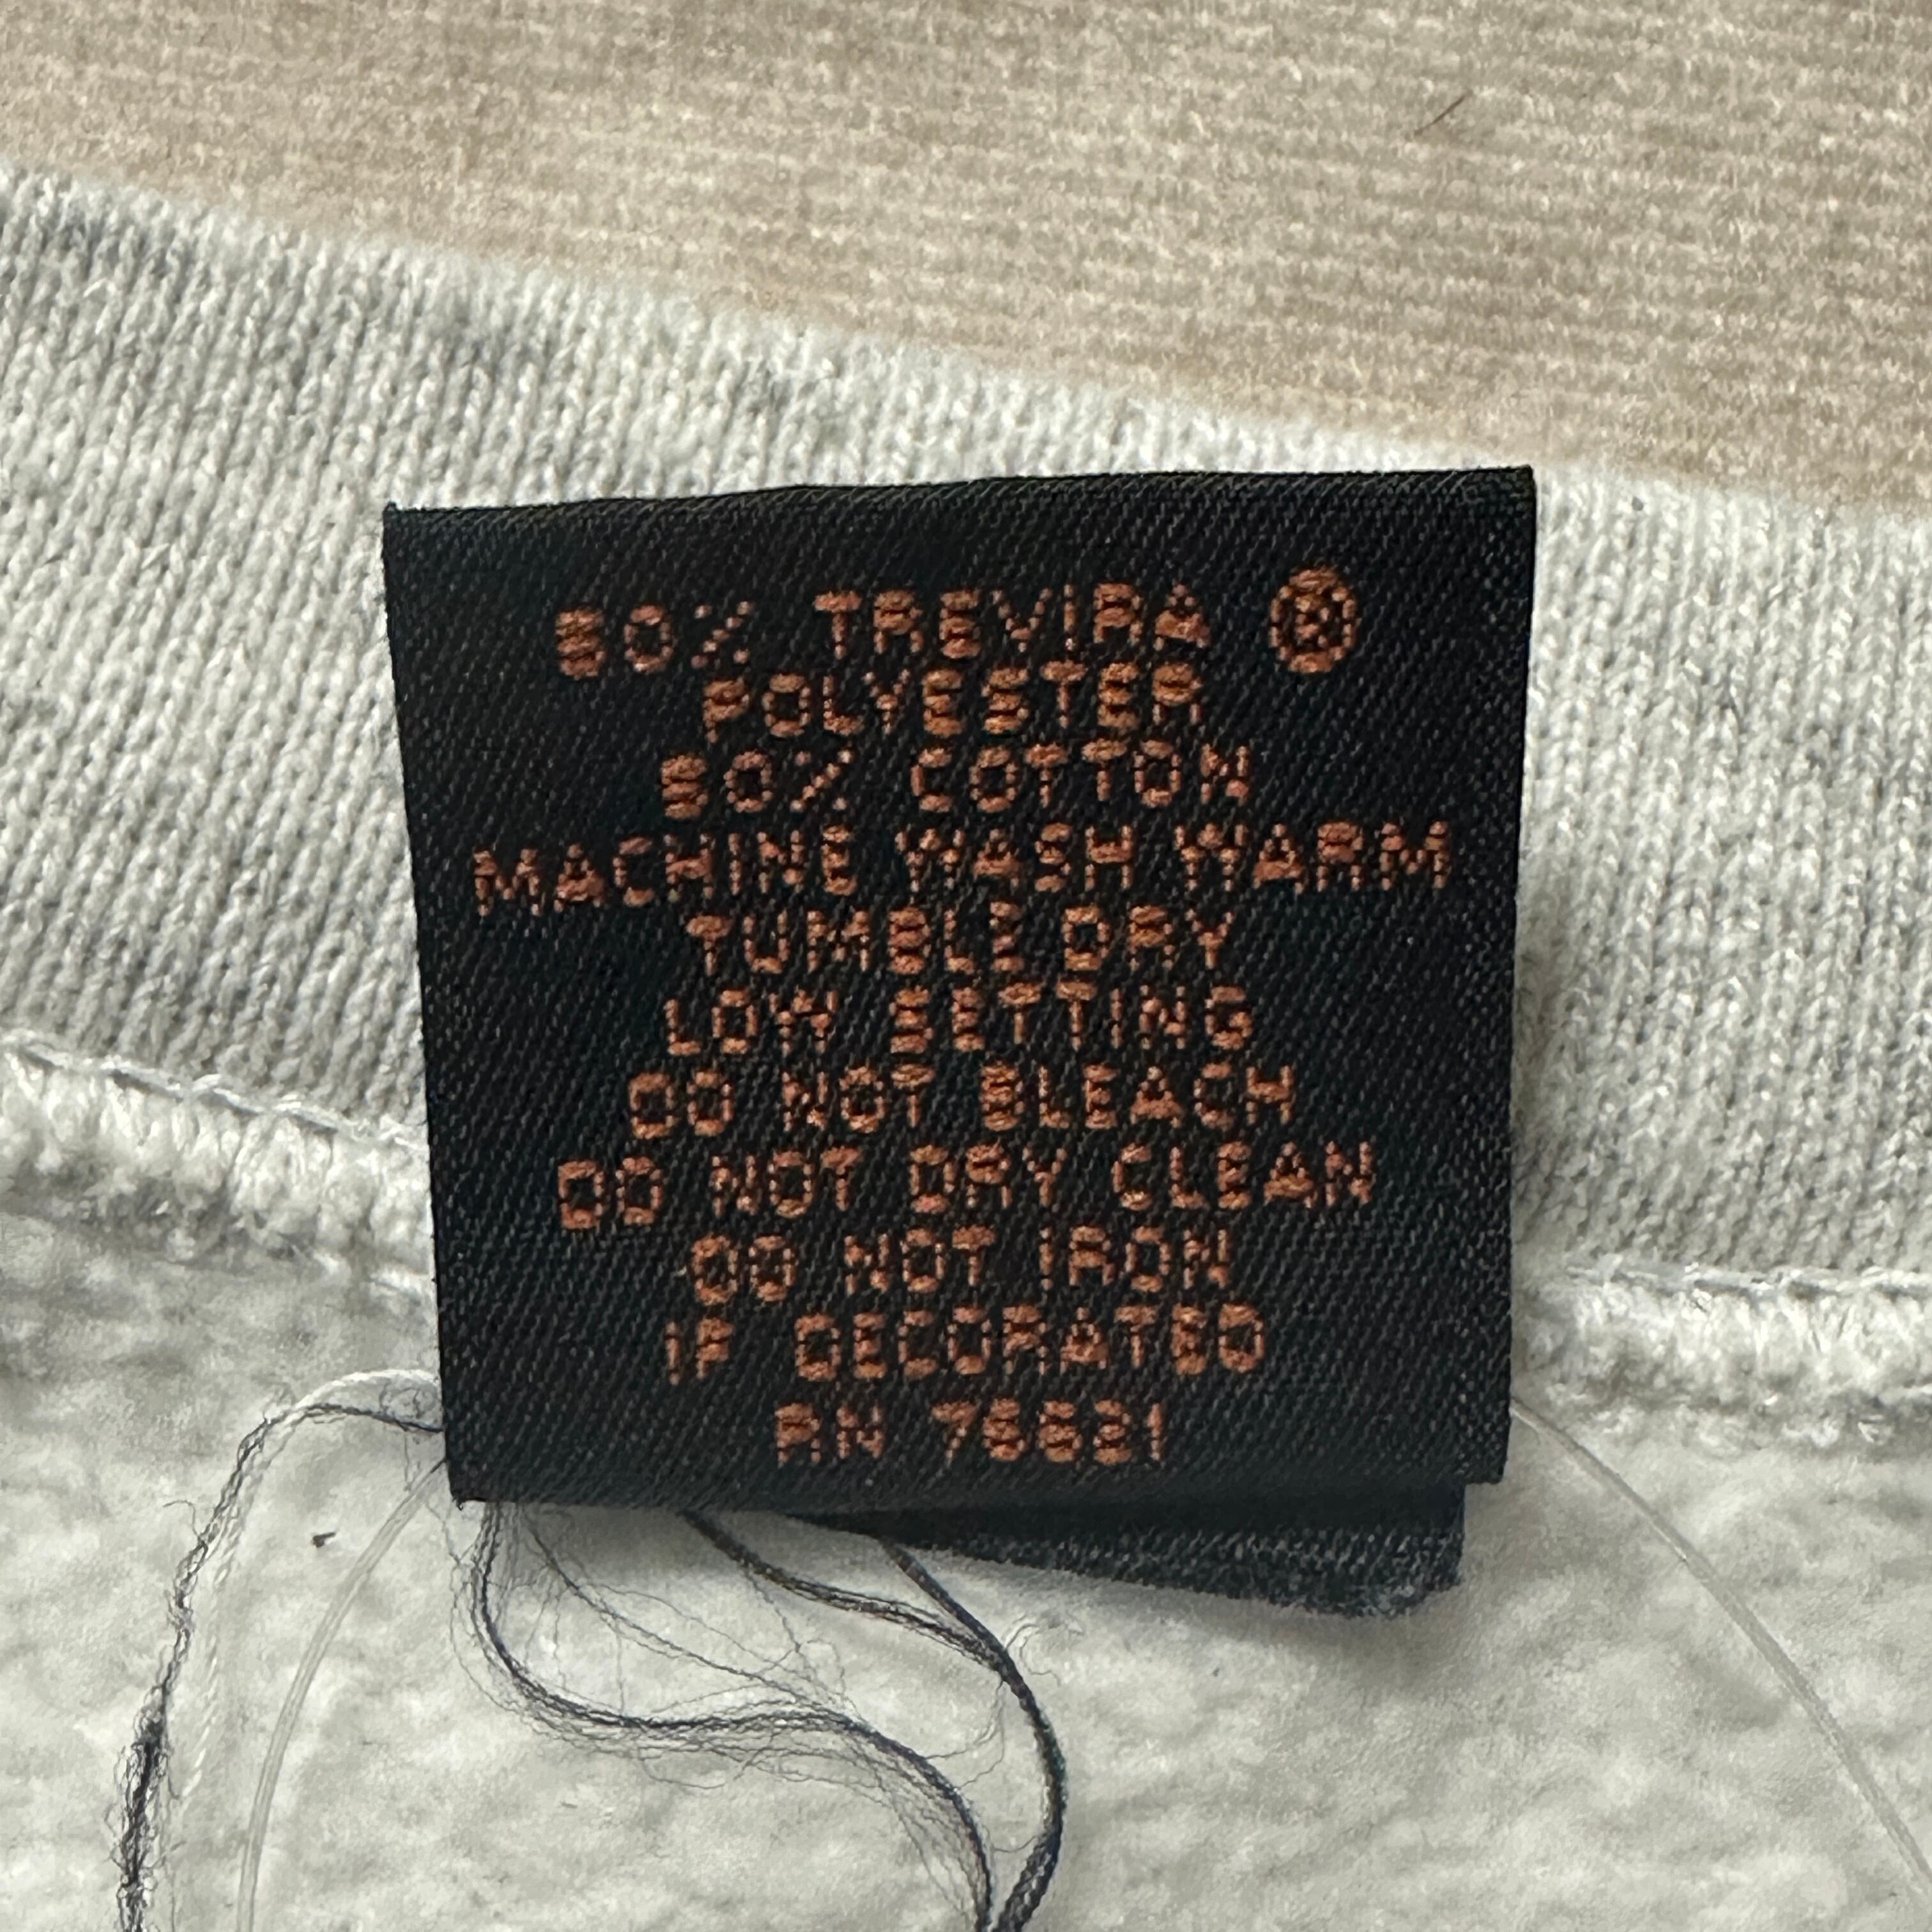 50% TREVIRA ®
POLYESTER
50% COTTON
MACHINE WASH WARM
TUMBLE DRY
LOW SETTING
DO NOT BLEACH
DO NOT DRY CLEAN
DO NOT IRON
IF DECORATED
RN